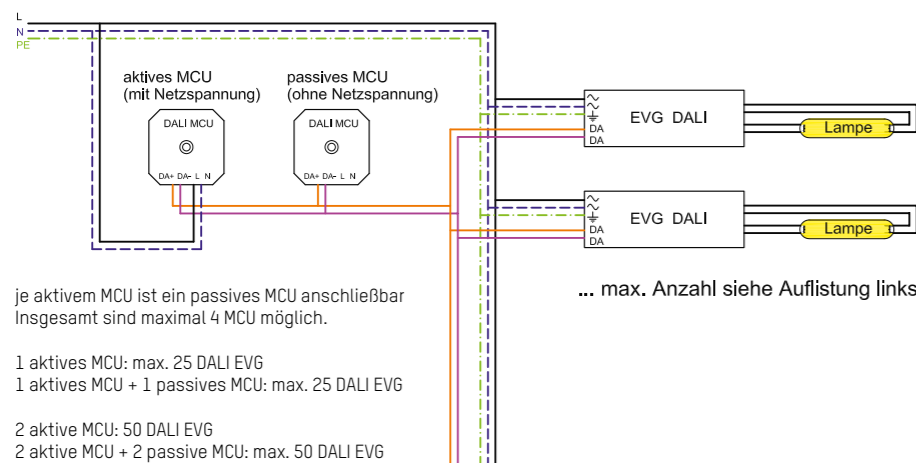 L
N
PE
aktives MCU
(mit Netzspannung)
passives MCU
(ohne Netzspannung)
DALI MCU
DA+ DA- L N
DALI MCU
DA+ DA- L N
EVG DALI
DA
DA
Lampe
EVG DALI
DA
DA
Lampe
... max. Anzahl siehe Auflistung links
je aktivem MCU ist ein passives MCU anschließbar
Insgesamt sind maximal 4 MCU möglich.
1 aktives MCU: max. 25 DALI EVG
1 aktives MCU + 1 passives MCU: max. 25 DALI EVG
2 aktive MCU: 50 DALI EVG
2 aktive MCU + 2 passive MCU: max. 50 DALI EVG